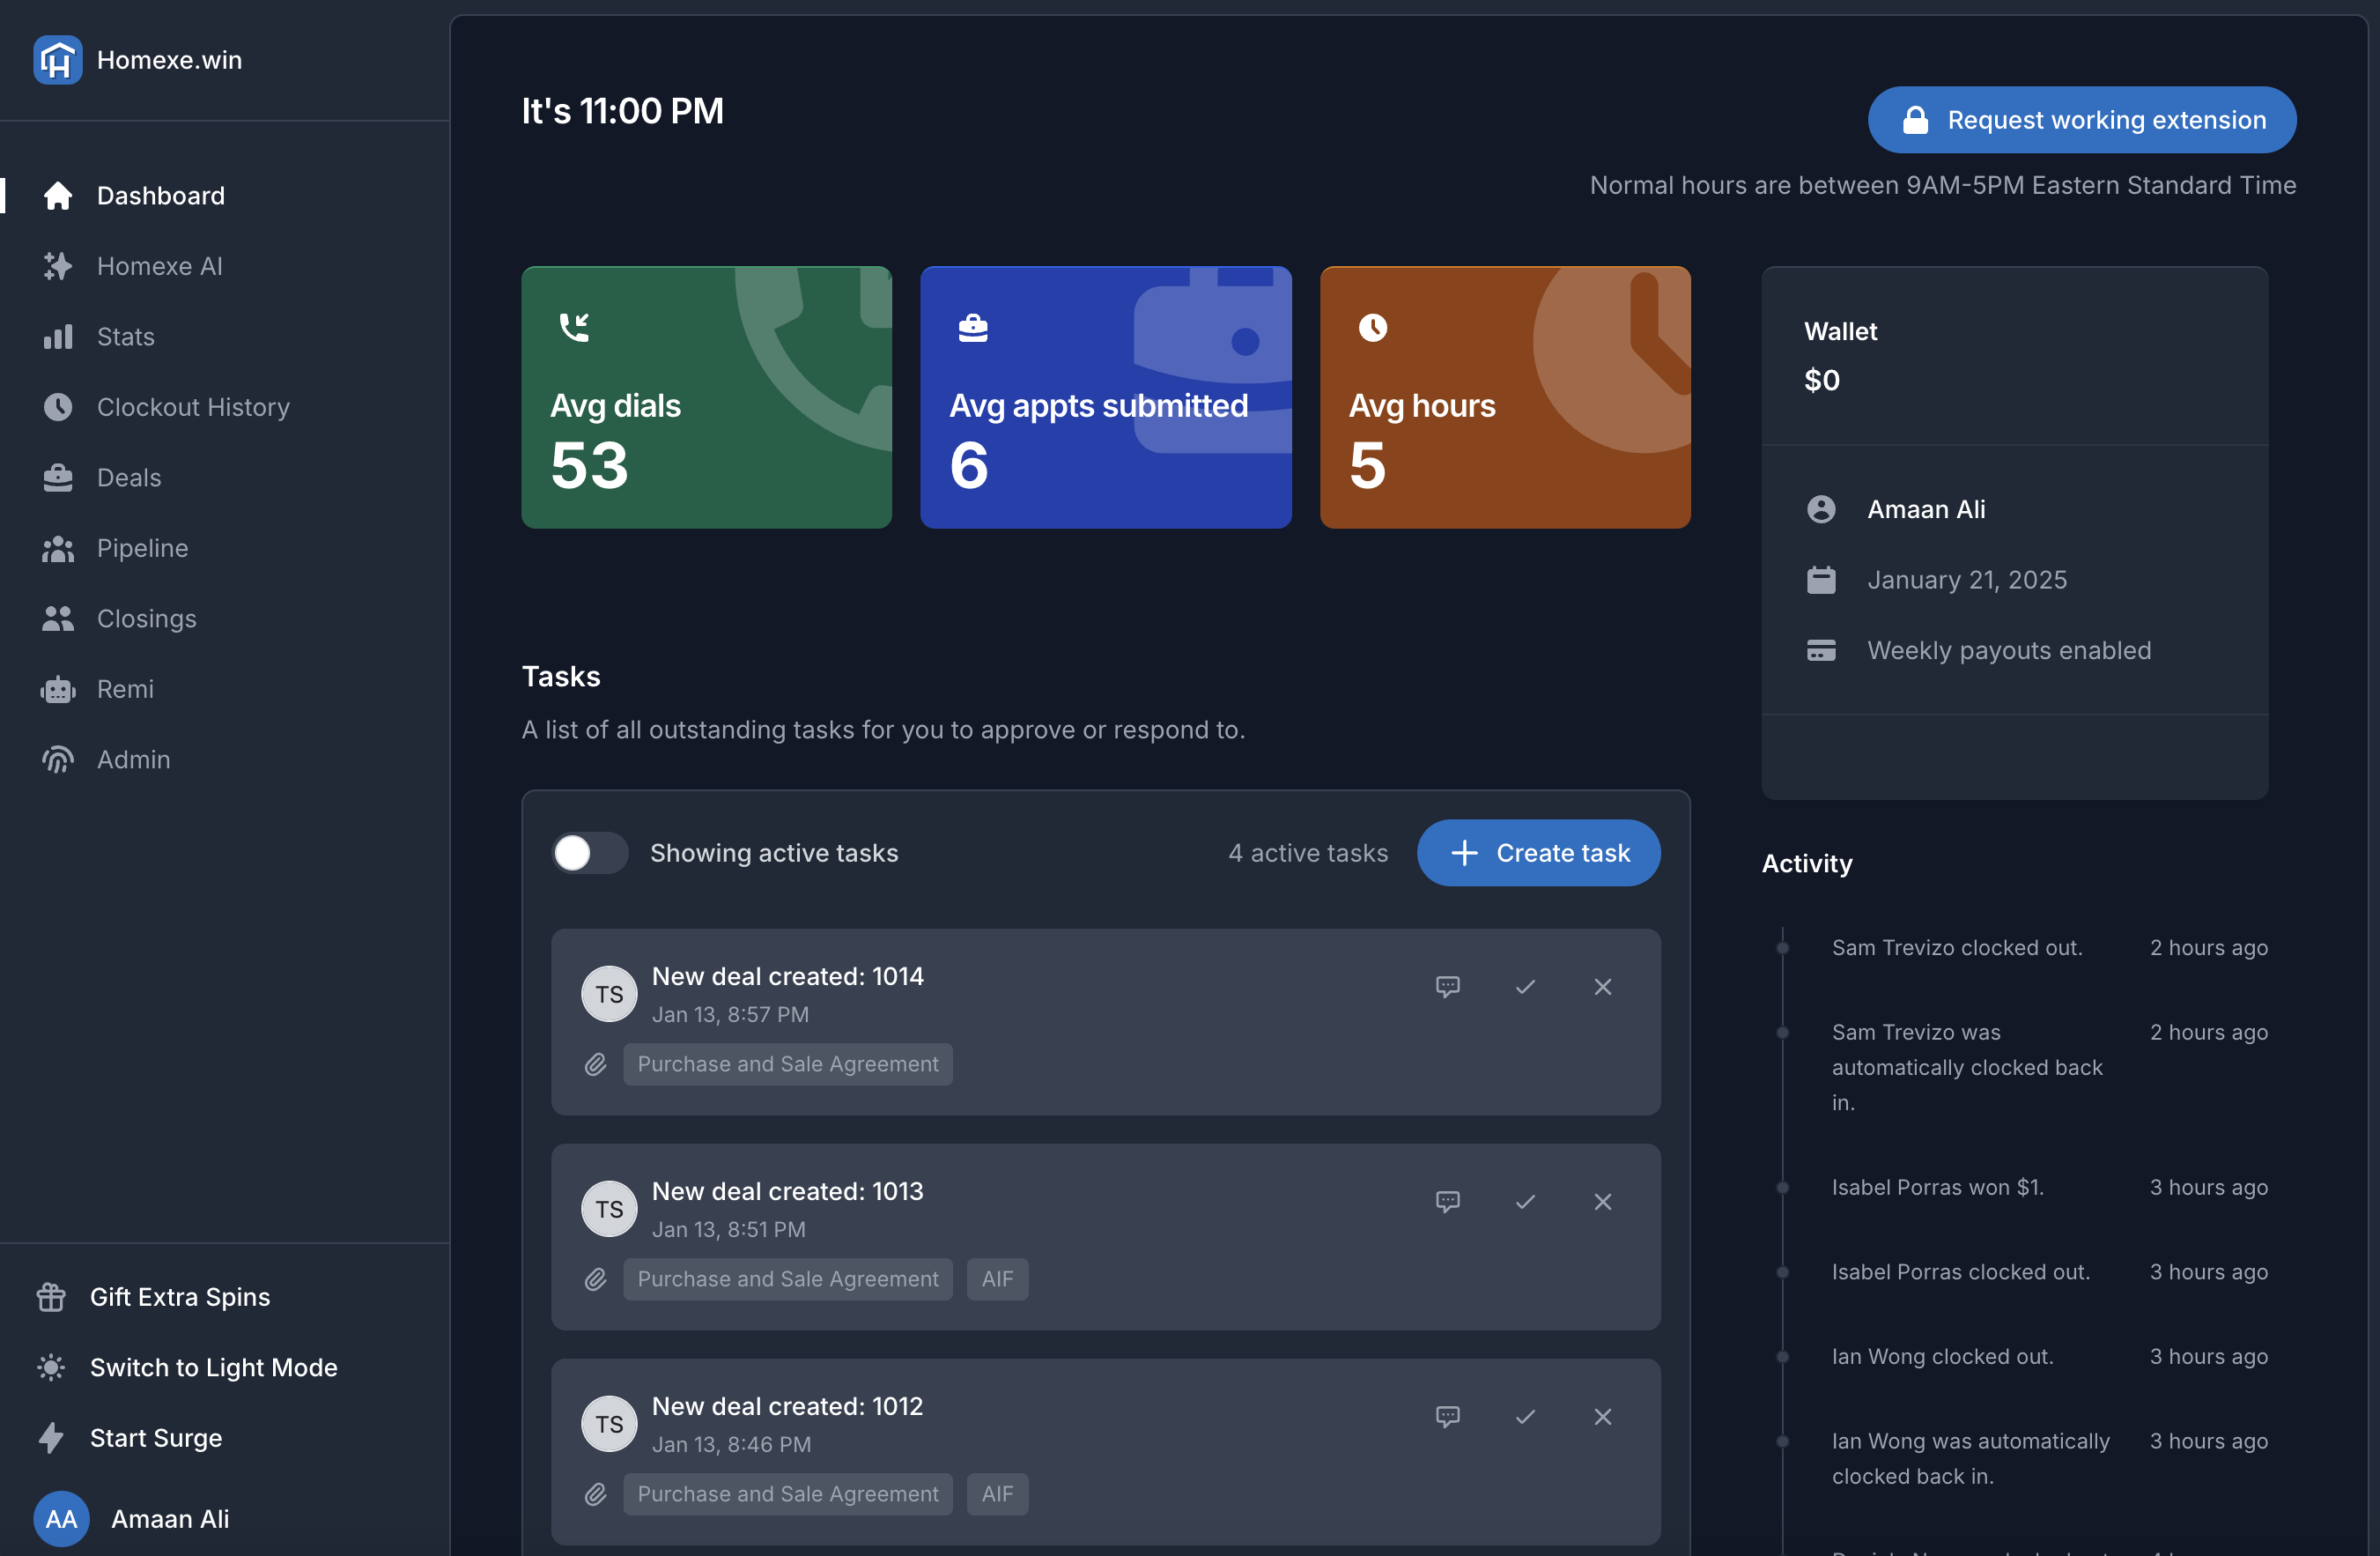 Homexe.win
Dashboard
Homexe AI
Stats
Clockout History
Deals
Pipeline
Closings
Remi
Admin
Gift Extra Spins
Switch to Light Mode
Start Surge
AA
Amaan Ali
It's 11:00 PM
Request working extension
Normal hours are between 9AM-5PM Eastern Standard Time
Avg dials
53
Avg appts submitted
6
Avg hours
5
Tasks
A list of all outstanding tasks for you to approve or respond to.
Showing active tasks
4 active tasks
Create task
TS
New deal created: 1014
Jan 13, 8:57 PM
Purchase and Sale Agreement
TS
New deal created: 1013
Jan 13, 8:51 PM
Purchase and Sale Agreement
AIF
TS
New deal created: 1012
Jan 13, 8:46 PM
Purchase and Sale Agreement
AIF
Wallet
$0
Amaan Ali
January 21, 2025
Weekly payouts enabled
Activity
Sam Trevizo clocked out.
2 hours ago
Sam Trevizo was
automatically clocked back
in.
2 hours ago
Isabel Porras won $1.
3 hours ago
Isabel Porras clocked out.
3 hours ago
Ian Wong clocked out.
3 hours ago
Ian Wong was automatically
clocked back in.
3 hours ago